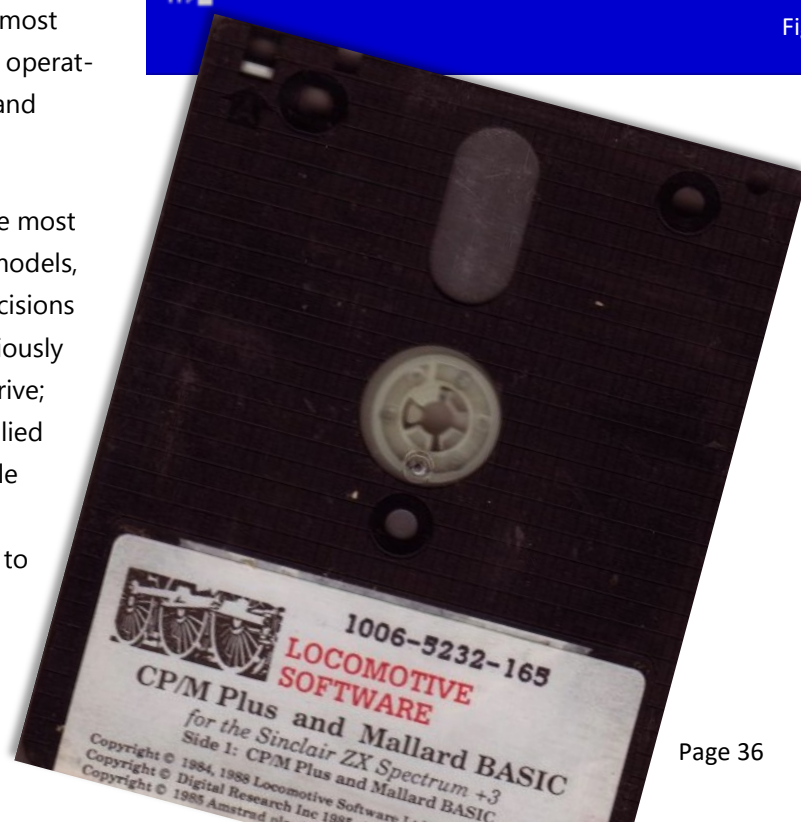 most
operat-
and
e most
models,
cisions
iously
rive;
lied
le
to
Fi
1006-5232-165
LOCOMOTIVE
SOFTWARE
CP/M Plus and Mallard BASIC
for the Sinclair ZX Spectrum +3
Side 1: CP/M Plus and Mallard BASIC
Copyright © 1984, 1988 Locomotive Software
Copyright © Digital Research Inc
Copyright © 1985 Amstrad
Page 36